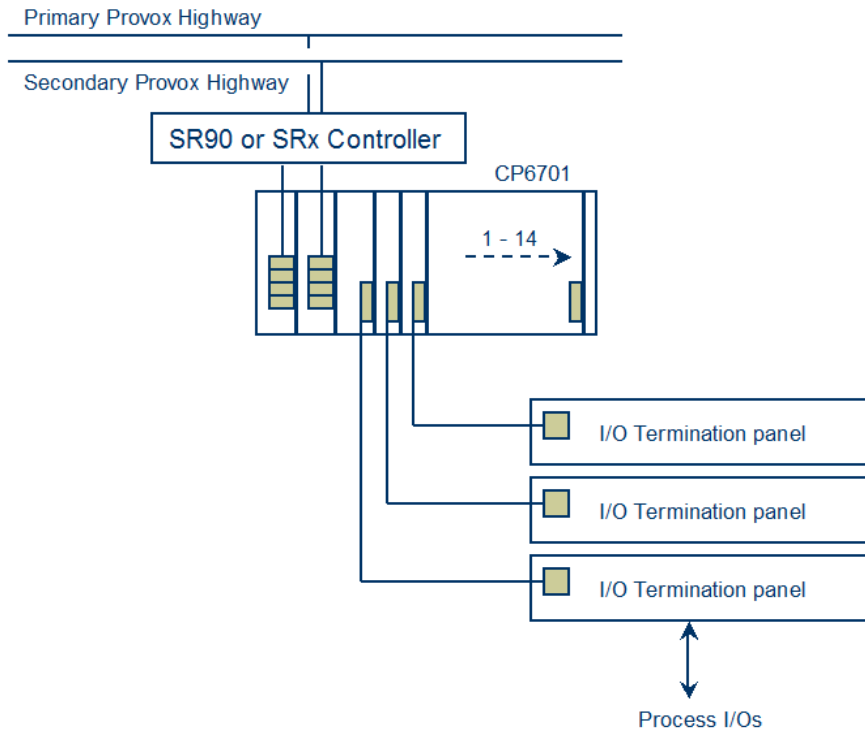 Primary Provox Highway
Secondary Provox Highway
SR90 or SRx Controller
CP6701
1 - 14
I/O Termination panel
I/O Termination panel
I/O Termination panel
Process I/Os